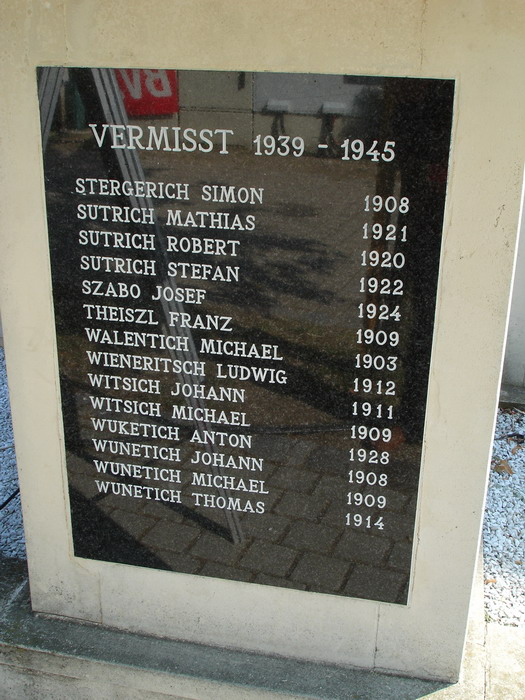 VERMISST 1939 - 1945
STERGERICH SIMON 1908
SUTRICH MATHIAS 1921
SUTRICH ROBERT 1920
SUTRICH STEFAN 1922
SZABO JOSEF 1924
THEISZL FRANZ 1909
WALENTICH MICHAEL 1903
WIENERITSCH LUDWIG 1912
WITSICH JOHANN 1911
WITSICH MICHAEL 1909
WUKETICH ANTON 1928
WUNETICH JOHANN 1908
WUNETICH MICHAEL 1909
WUNETICH THOMAS 1914